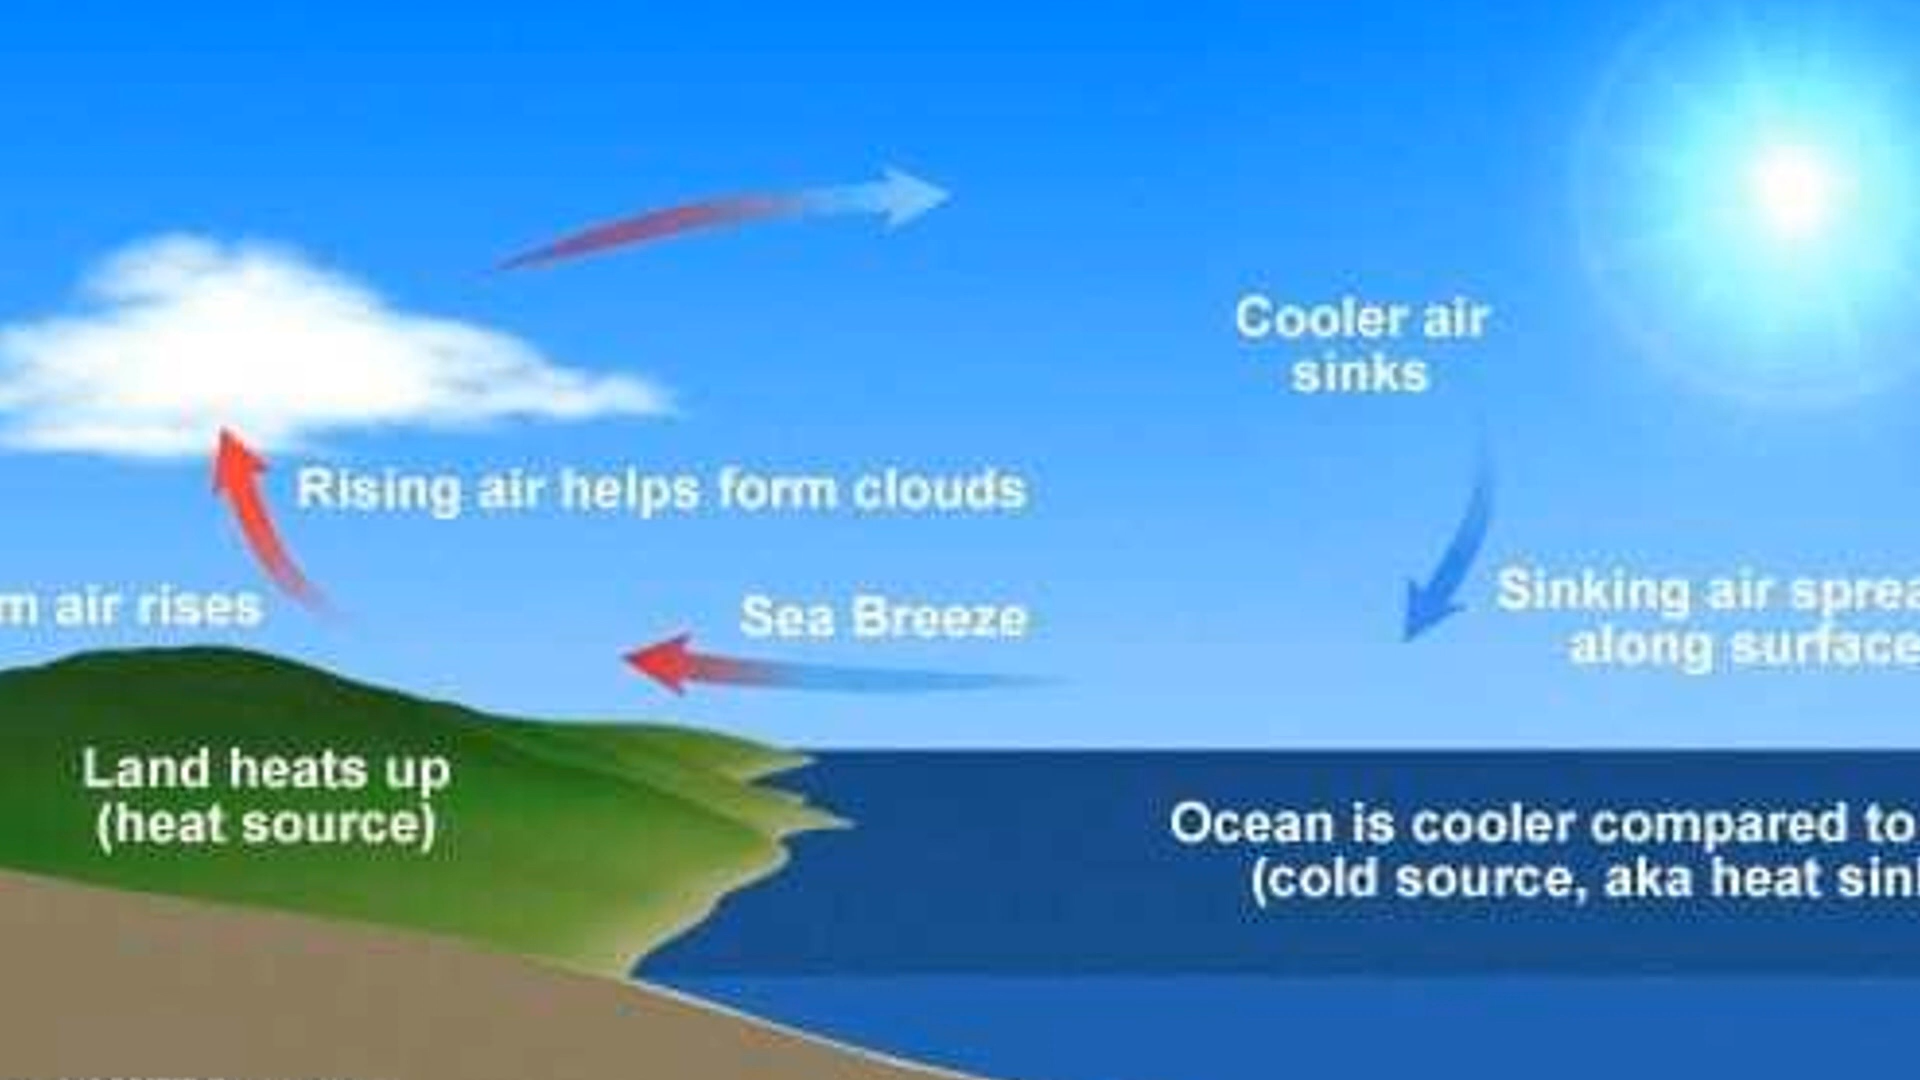 Cooler air
sinks
Rising air helps form clouds
m air rises
Sea Breeze
Sinking air sprea
along surface
Land heats up
(heat source)
Ocean is cooler compared to
(cold source, aka heat sin